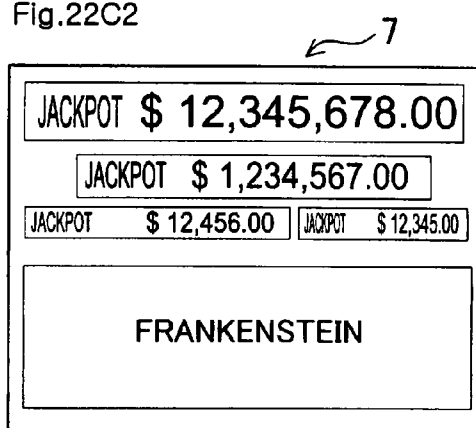 Fig.22C2
7
JACKPOT $ 12,345,678.00
JACKPOT $ 1,234,567.00
JACKPOT $ 12,456.00 JACKPOT $ 12,345.00
FRANKENSTEIN